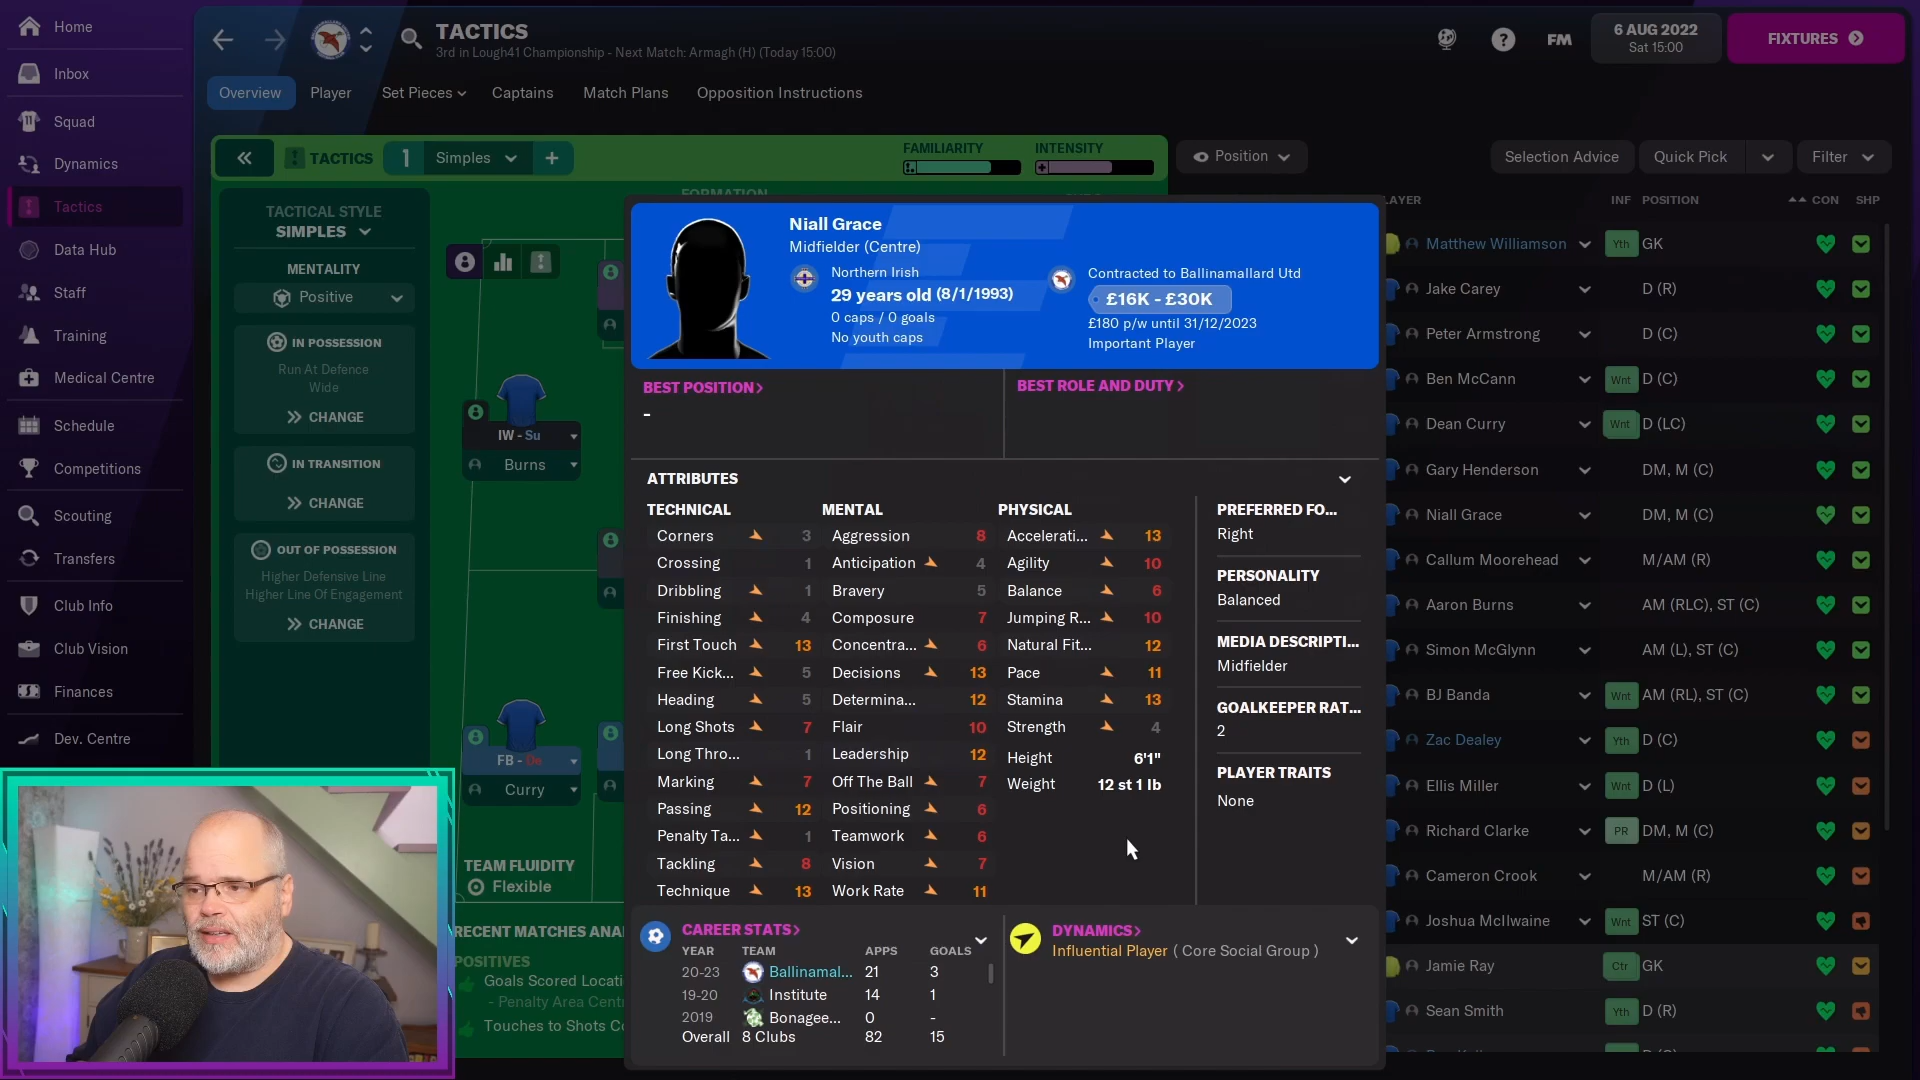 Home
Inbox
Squad
Dynamics
Tactics
Data Hub
Staff
Training
Medical Centre
Schedule
Competitions
Scouting
Transfers
Club Info
Club Vision
Finances
Dev. Centre
TACTICS
3rd in Lough41 Championship - Next Match: Armagh (H) (Today 15:00)
FM
6 AUG 2022
Sat 15:00
FIXTURES
Overview Player Set Pieces Captains Match Plans Opposition Instructions
TACTICS 1 Simples
FAMILIARITY INTENSITY
Position
Selection Advice Quick Pick Filter
TACTICAL STYLE
SIMPLES
MENTALITY
Positive
IN POSSESSION
Run At Defence
Wide
CHANGE
IN TRANSITION
CHANGE
OUT OF POSSESSION
Higher Defensive Line
Higher Line Of Engagement
CHANGE
FORMATION
IW - Su
Burns
FB - De
Curry
TEAM FLUIDITY
Flexible
RECENT MATCHES ANA
POSITIVES
Goals Scored Locati
- Penalty Area Cent
Touches to Shots Co
Niall Grace
Midfielder (Centre)
Northern Irish
29 years old (8/1/1993)
0 caps / 0 goals
No youth caps
Contracted to Ballinamallard Utd
£16K - £30K
£180 p/w until 31/12/2023
Important Player
BEST POSITION>
-
BEST ROLE AND DUTY >
ATTRIBUTES
TECHNICAL
Corners 3
Crossing 1
Dribbling 1
Finishing 4
First Touch 13
Free Kick... 5
Heading 5
Long Shots 7
Long Thro... 1
Marking 7
Passing 12
Penalty Ta... 1
Tackling 8
Technique 13
MENTAL
Aggression 8
Anticipation 4
Bravery 5
Composure 7
Concentra... 6
Decisions 13
Determina... 12
Flair 10
Leadership 12
Off The Ball 7
Positioning 6
Teamwork 6
Vision 7
Work Rate 11
PHYSICAL
Accelerati... 13
Agility 10
Balance 6
Jumping R... 10
Natural Fit... 12
Pace 11
Stamina 13
Strength 4
Height 6'1"
Weight 12 st 1 lb
PREFERRED FO...
Right
PERSONALITY
Balanced
MEDIA DESCRIPTI...
Midfielder
GOALKEEPER RAT...
2
PLAYER TRAITS
None
CAREER STATS>
YEAR TEAM APPS GOALS
20-23 Ballinamal... 21 3
19-20 Institute 14 1
2019 Bonagee... 0 -
Overall 8 Clubs 82 15
DYNAMICS>
Influential Player ( Core Social Group )
AYER INF POSITION CON SHP
Matthew Williamson Yth GK
Jake Carey D (R)
Peter Armstrong D (C)
Ben McCann Wnt D (C)
Dean Curry Wnt D (LC)
Gary Henderson DM, M (C)
Niall Grace DM, M (C)
Callum Moorehead M/AM (R)
Aaron Burns AM (RLC), ST (C)
Simon McGlynn AM (L), ST (C)
BJ Banda Wnt AM (RL), ST (C)
Zac Dealey Yth D (C)
Ellis Miller Wnt D (L)
Richard Clarke PR DM, M (C)
Cameron Crook M/AM (R)
Joshua McIlwaine Wnt ST (C)
Jamie Ray Ctr GK
Sean Smith Yth D (R)